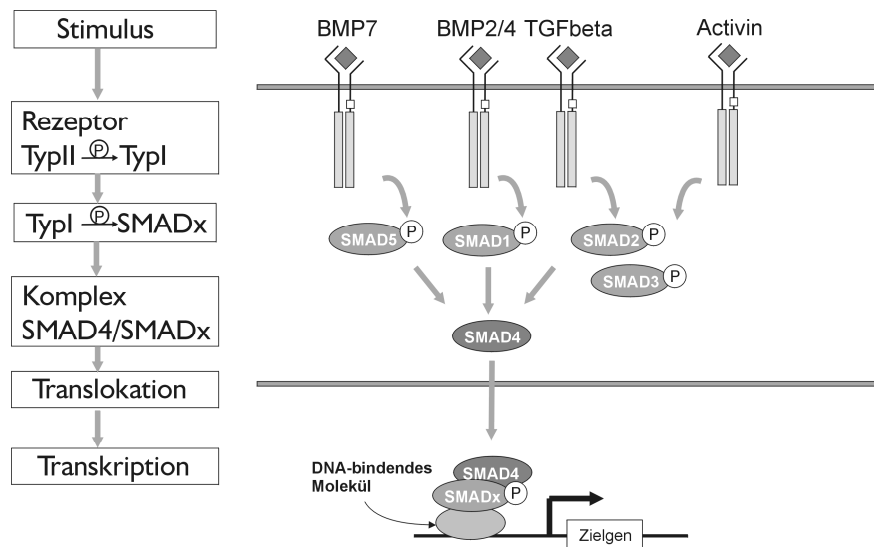 Stimulus
Rezeptor
TypII P TypI
TypI P SMADx
Komplex
SMAD4/SMADx
Translokation
Transkription
BMP7 BMP2/4 TGFbeta Activin
SMAD5 P SMAD1 P SMAD2 P
SMAD3 P
SMAD4
DNA-bindendes
Molekül
SMAD4
SMADx P
Zielgen